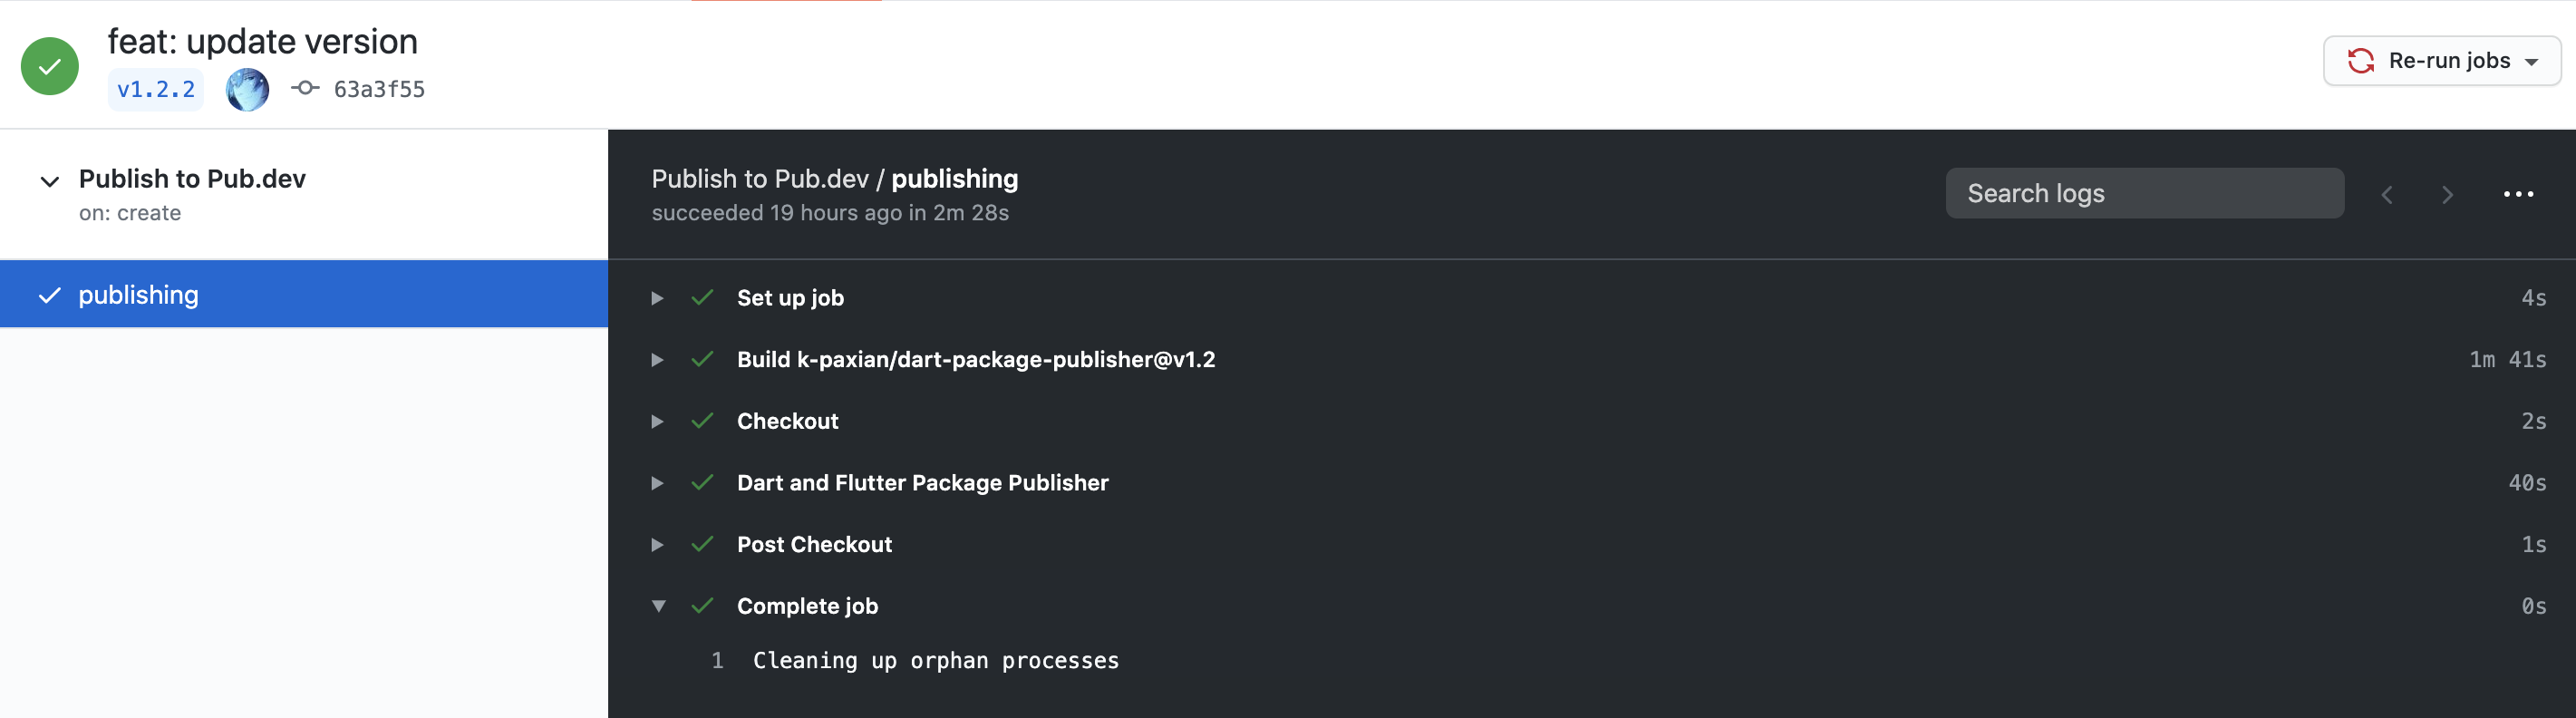 feat: update version
v1.2.2 63a3f55
Re-run jobs
Publish to Pub.dev
on: create
publishing
Publish to Pub.dev / publishing
succeeded 19 hours ago in 2m 28s
Search logs
Set up job 4s
Build k-paxian/dart-package-publisher@v1.2 1m 41s
Checkout 2s
Dart and Flutter Package Publisher 40s
Post Checkout 1s
Complete job 0s
1 Cleaning up orphan processes